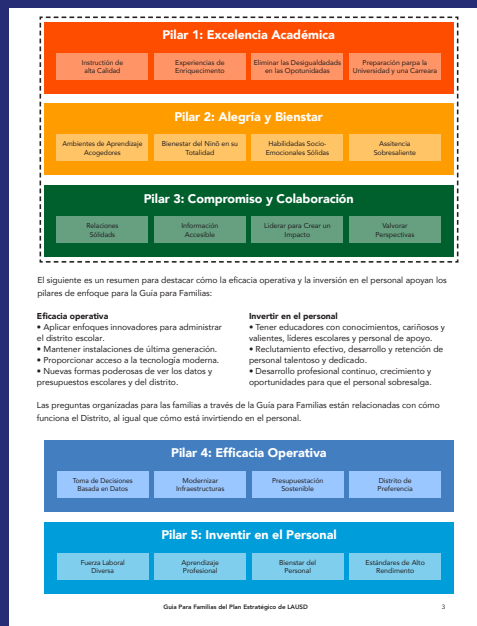 Pilar 1: Excelencia Académica
Instructión de
alta Calidad
Experiencias de
Enriquecimento
Eliminar las Desigualdadads
en las Opotunidadas
Preparación parpa la
Universidad y una Carreara
Pilar 2: Alegría y Bienstar
Ambientes de Aprendizaje
Acogedores
Bienestar del Ninõ en su
Totalidad
Habilidadas Socio-
Emocionales Sólidas
Assitencia
Sobresaliente
Pilar 3: Compromiso y Colaboración
Relaciones
Sólidads
Información
Accesible
Liderar para Crear un
Impacto
Valvorar
Perspectivas
El siguiente es un resumen para destacar cómo la eficacia operativa y la inversión en el personal apoyan los
pilares de enfoque para la Guía para Familias:
Eficacia operativa
• Aplicar enfoques innovadores para administrar
el distrito escolar.
• Mantener instalaciones de última generación.
• Proporcionar acceso a la tecnología moderna.
• Nuevas formas poderosas de ver los datos y
presupuestos escolares y del distrito.
Invertir en el personal
• Tener educadores con conocimientos, cariñosos y
valientes, líderes escolares y personal de apoyo.
• Reclutamiento efectivo, desarrollo y retención de
personal talentoso y dedicado.
• Desarrollo profesional continuo, crecimiento y
oportunidades para que el personal sobresalga.
Las preguntas organizadas para las familias a través de la Guía para Familias están relacionadas con cómo
funciona el Distrito, al igual que cómo está invirtiendo en el personal.
Pilar 4: Efficacia Operativa
Toma de Decisiones
Basada en Datos
Modernizar
Infraestructuras
Presupuestación
Sostenible
Distrito de
Preferencia
Pilar 5: Inventir en el Personal
Fuerza Laboral
Diversa
Aprendizaje
Profesional
Bienstar del
Personal
Estándares de Alto
Rendimento
Guia Para Familias del Plan Estratégico de LAUSD
3